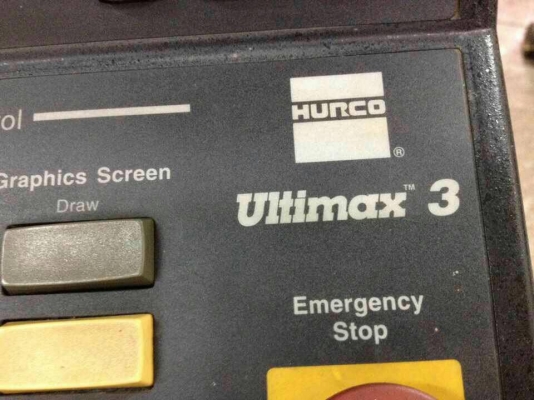 ol
HURCO
®
Graphics Screen
Draw
Ultimax™ 3
Emergency
Stop